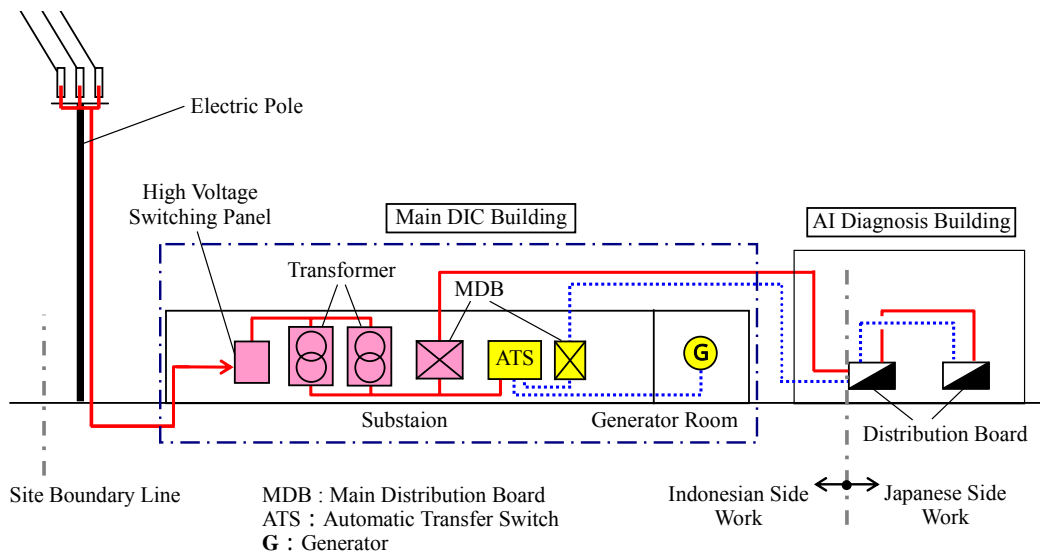 Electric Pole
High Voltage
Switching Panel
Main DIC Building
AI Diagnosis Building
Transformer
MDB
ATS
G
Substaion
Generator Room
Distribution Board
Site Boundary Line
MDB : Main Distribution Board
ATS : Automatic Transfer Switch
G : Generator
Indonesian Side
Work
Japanese Side
Work